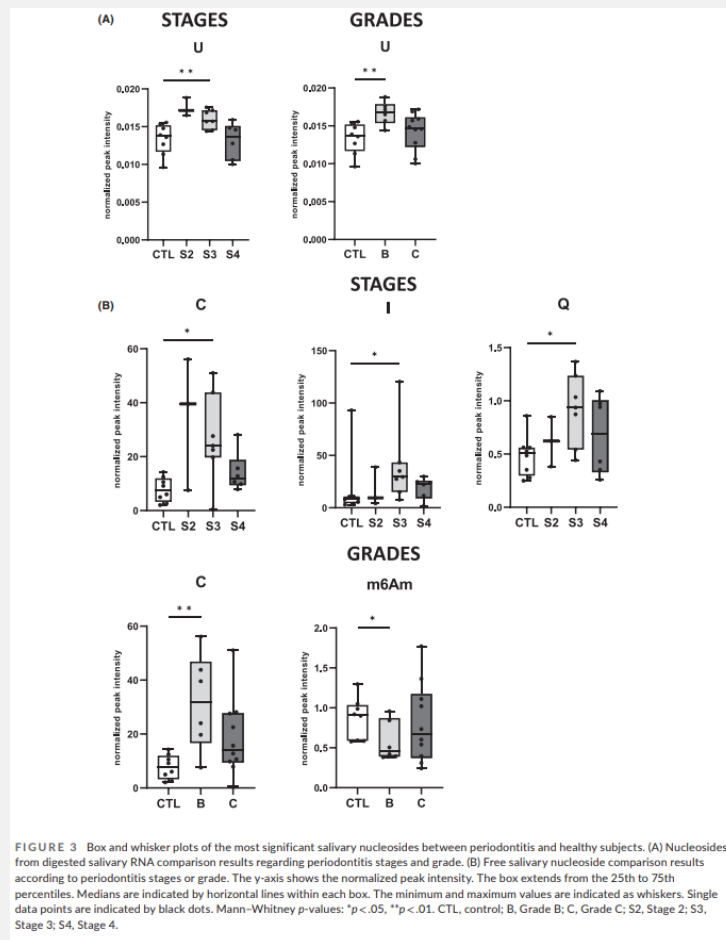 (A)
STAGES
GRADES
U
U
**
**
normalized peak intensity
0.020
0.015
0.010
0.005
0.000
CTL S2 S3 S4
normalized peak intensity
0.020
0.015
0.010
0.005
0.000
CTL B C
STAGES
(B)
C
I
Q
*
*
*
normalized peak intensity
60
40
20
0
CTL S2 S3 S4
normalized peak intensity
150
100
50
0
CTL S2 S3 S4
normalized peak intensity
1.5
1.0
0.5
0.0
CTL S2 S3 S4
GRADES
C
m6Am
**
*
normalized peak intensity
60
40
20
0
CTL B C
normalized peak intensity
2.0
1.5
1.0
0.5
0.0
CTL B C
FIGURE 3 Box and whisker plots of the most significant salivary nucleosides between periodontitis and healthy subjects. (A) Nucleosides
from digested salivary RNA comparison results regarding periodontitis stages and grade. (B) Free salivary nucleoside comparison results
according to periodontitis stages or grade. The y-axis shows the normalized peak intensity. The box extends from the 25th to 75th
percentiles. Medians are indicated by horizontal lines within each box. The minimum and maximum values are indicated as whiskers. Single
data points are indicated by black dots. Mann–Whitney p-values: *p<.05, **p<.01. CTL, control; B, Grade B; C, Grade C; S2, Stage 2; S3,
Stage 3; S4, Stage 4.